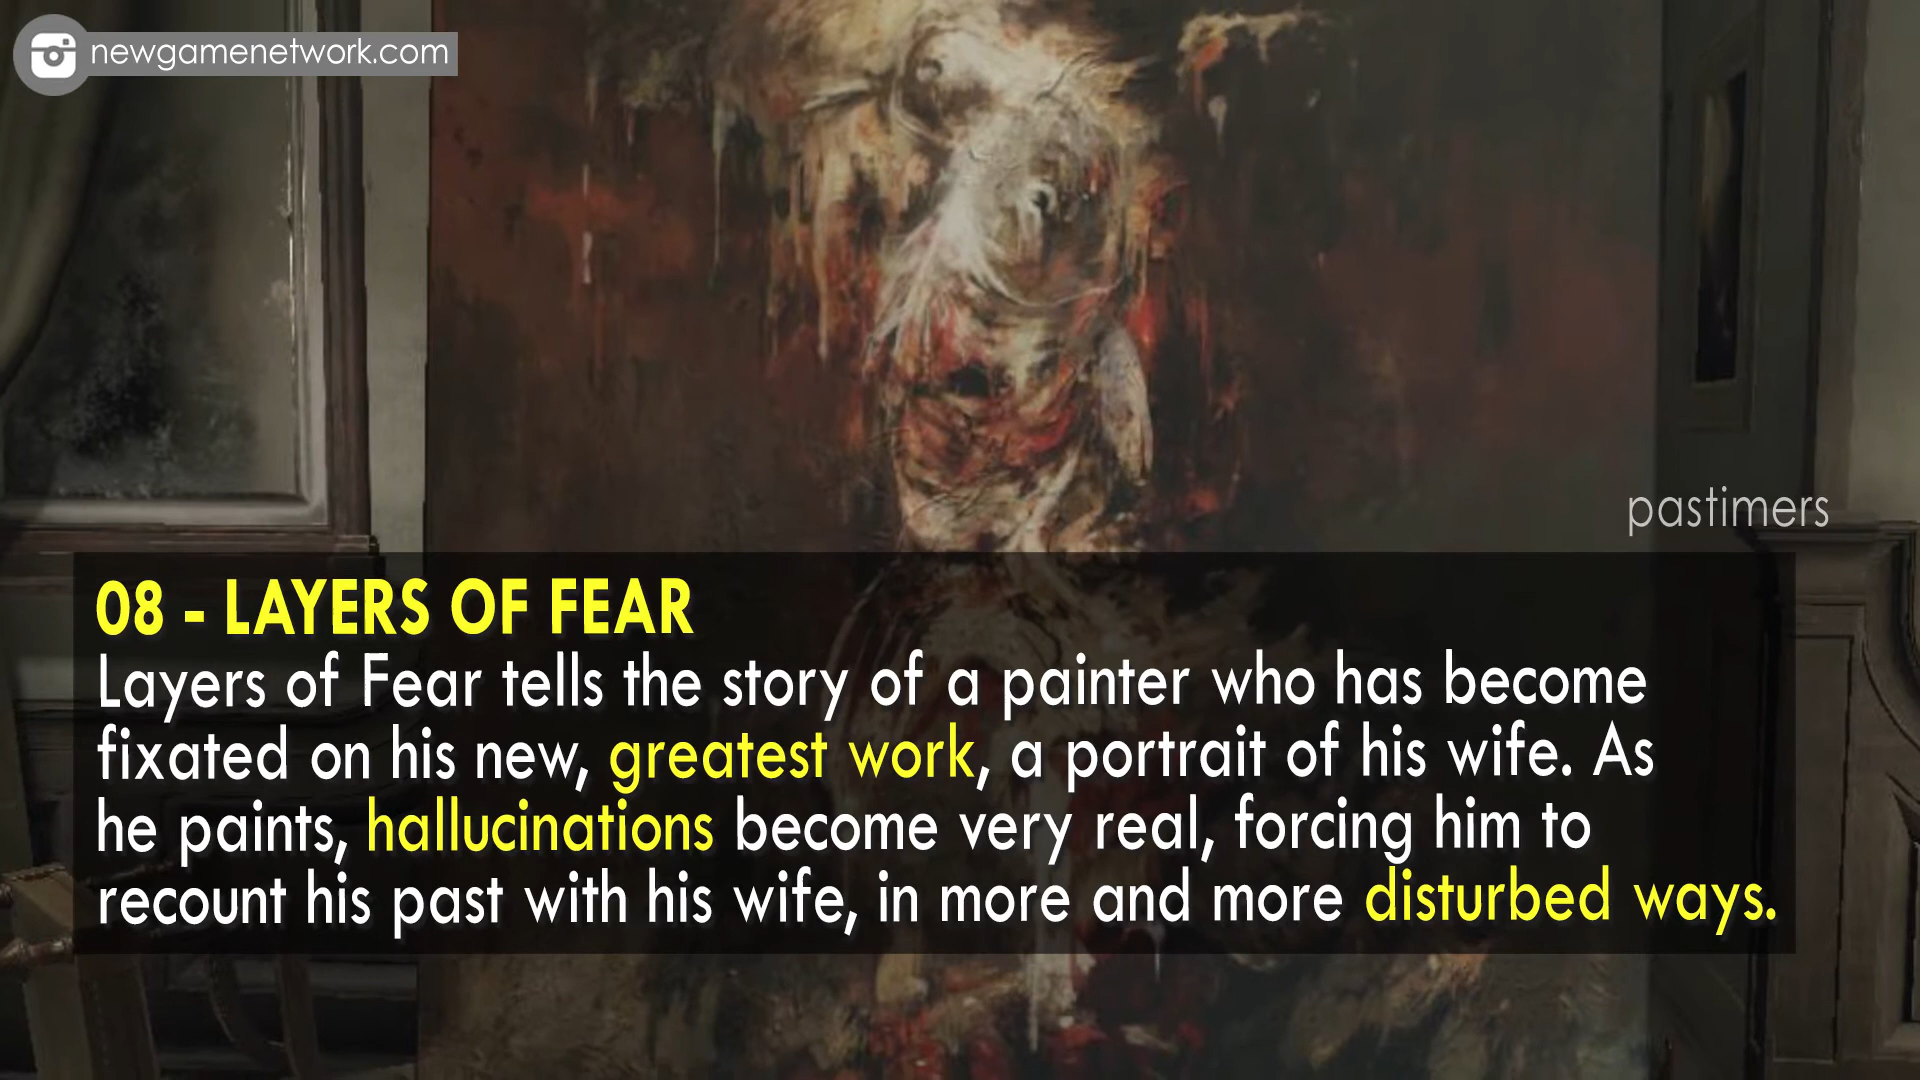 newgamenetwork.com
pastimers
08 - LAYERS OF FEAR
Layers of Fear tells the story of a painter who has become
fixated on his new, greatest work, a portrait of his wife. As
he paints, hallucinations become very real, forcing him to
recount his past with his wife, in more and more disturbed ways.